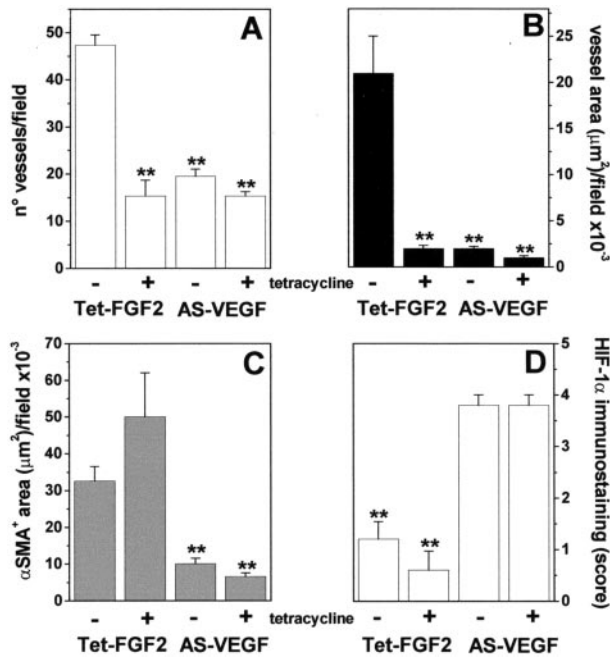 A
n° vessels/field
50
40
30
20
10
0
** ** **
- + - +
Tet-FGF2 AS-VEGF
tetracycline
B
vessel area (µm²)/field x10⁻³
25
20
15
10
5
0
** ** **
- + - +
Tet-FGF2 AS-VEGF
C
αSMA⁺ area (µm²)/field x10⁻³
70
60
50
40
30
20
10
0
** **
- + - +
Tet-FGF2 AS-VEGF
tetracycline
D
HIF-1α immunostaining (score)
5
4
3
2
1
0
** **
- + - +
Tet-FGF2 AS-VEGF